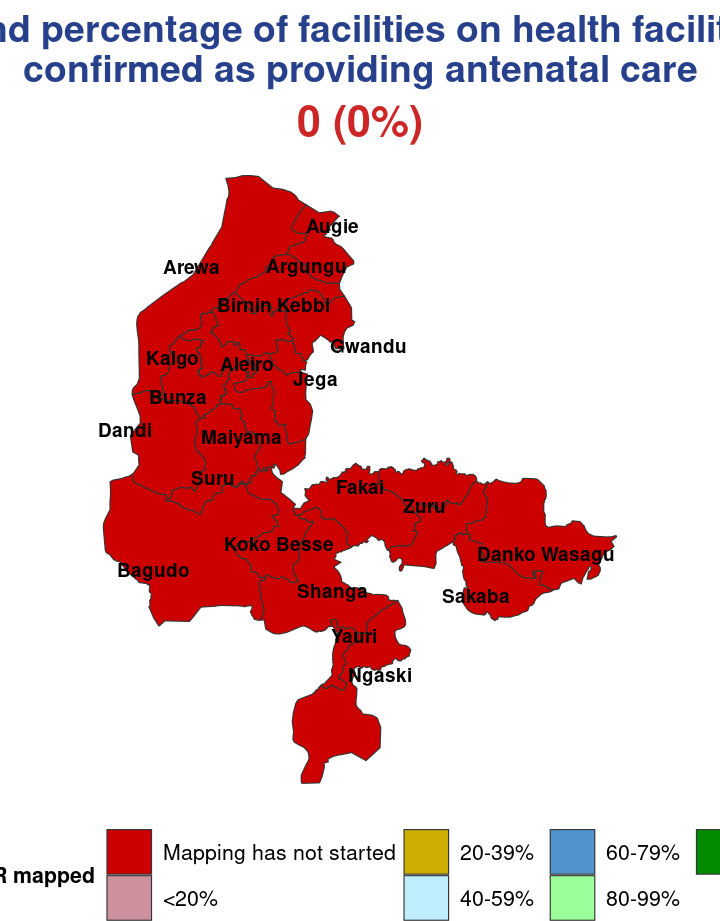 percentage of facilities on health
confirmed as providing antenatal care
0 (0%)
Augie
Arewa
Argungu
Birnin Kebbi
Gwandu
Kalgo
Aleiro
Jega
Bunza
Dandi
Maiyama
Suru
Fakai
Zuru
Koko Besse
Danko Wasagu
Bagudo
Shanga
Sakaba
Yauri
Ngaski
mapped
Mapping has not started
20-39%
60-79%
<20%
40-59%
80-99%